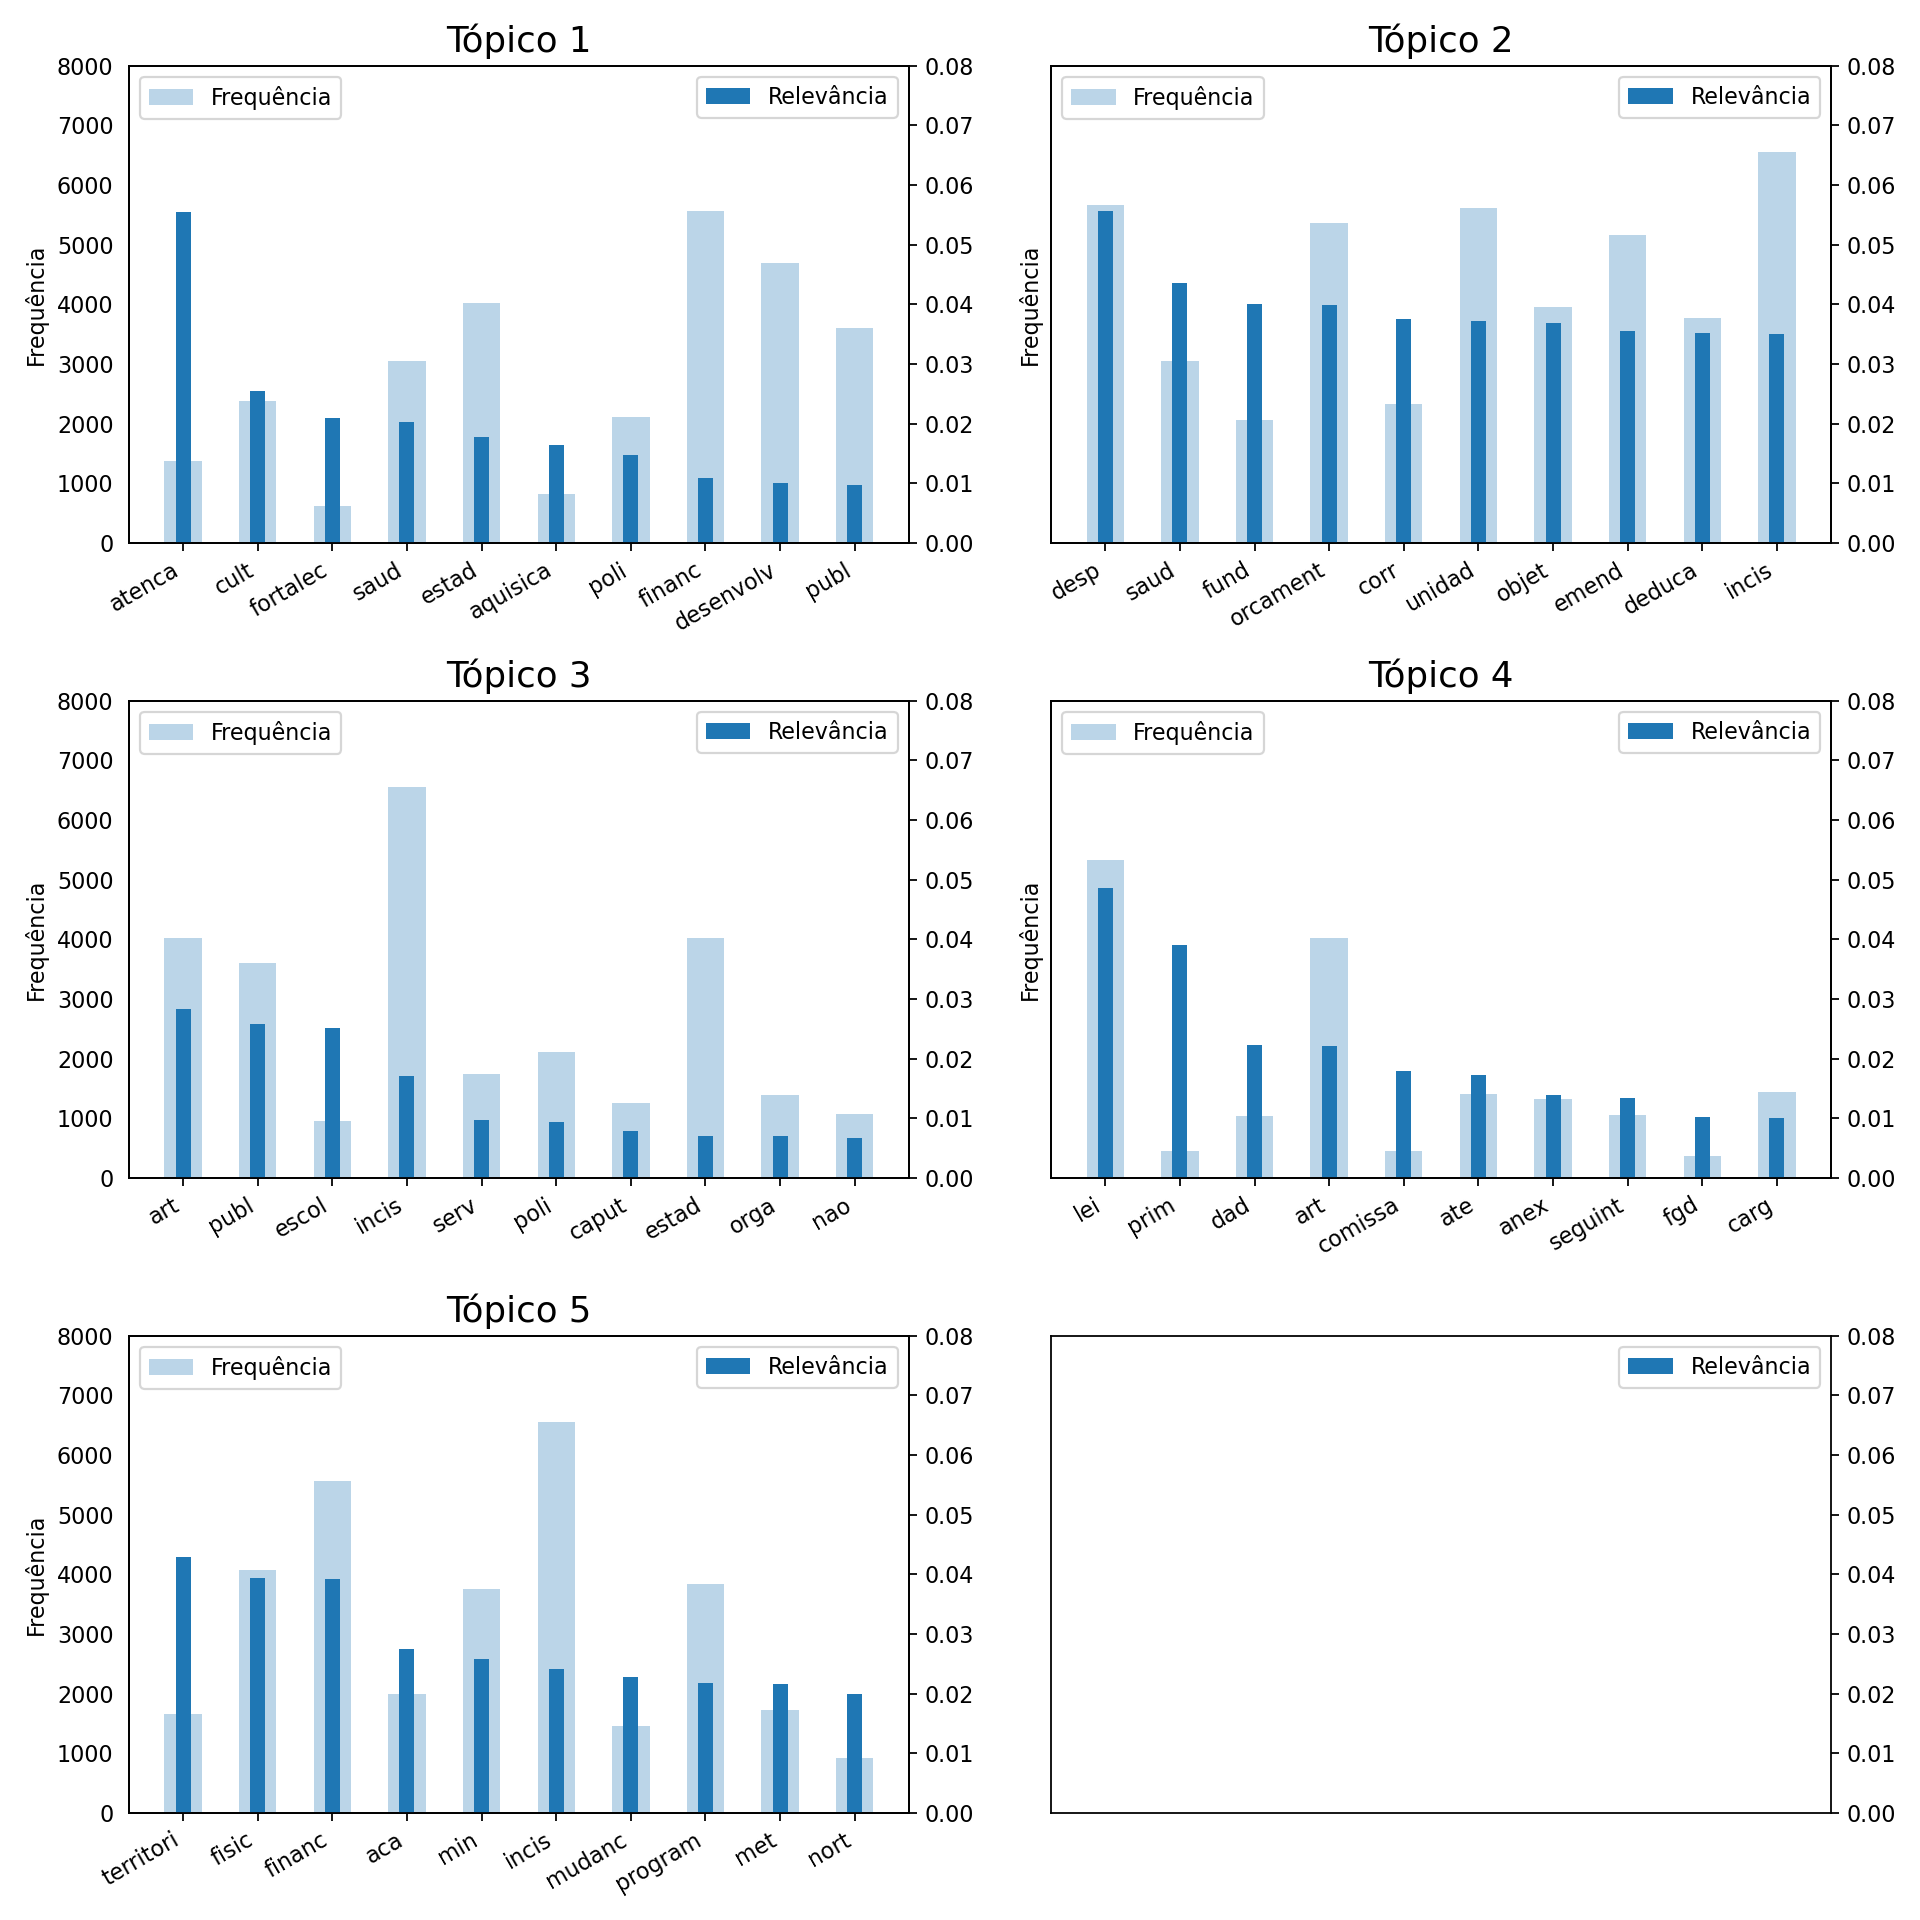 Tópico 1
Tópico 2
8000
7000
6000
5000
4000
3000
2000
1000
0
Frequência
Frequência
Relevância
0.08
0.07
0.06
0.05
0.04
0.03
0.02
0.01
0.00
atenca
cult
fortalec
saud
estad
aquisica
poli
financ
desenvolv
publ
Frequência
Frequência
Relevância
0.08
0.07
0.06
0.05
0.04
0.03
0.02
0.01
0.00
desp
saud
fund
orcament
corr
unidad
objet
emend
deduca
incis
Tópico 3
Tópico 4
8000
7000
6000
5000
4000
3000
2000
1000
0
Frequência
Frequência
Relevância
0.08
0.07
0.06
0.05
0.04
0.03
0.02
0.01
0.00
art
publ
escol
incis
serv
poli
caput
estad
orga
nao
Frequência
Frequência
Relevância
0.08
0.07
0.06
0.05
0.04
0.03
0.02
0.01
0.00
lei
prim
dad
art
comissa
ate
anex
seguint
fgd
carg
Tópico 5
8000
7000
6000
5000
4000
3000
2000
1000
0
Frequência
Frequência
Relevância
0.08
0.07
0.06
0.05
0.04
0.03
0.02
0.01
0.00
territori
fisic
financ
aca
min
incis
mudanc
program
met
nort
Relevância
0.08
0.07
0.06
0.05
0.04
0.03
0.02
0.01
0.00